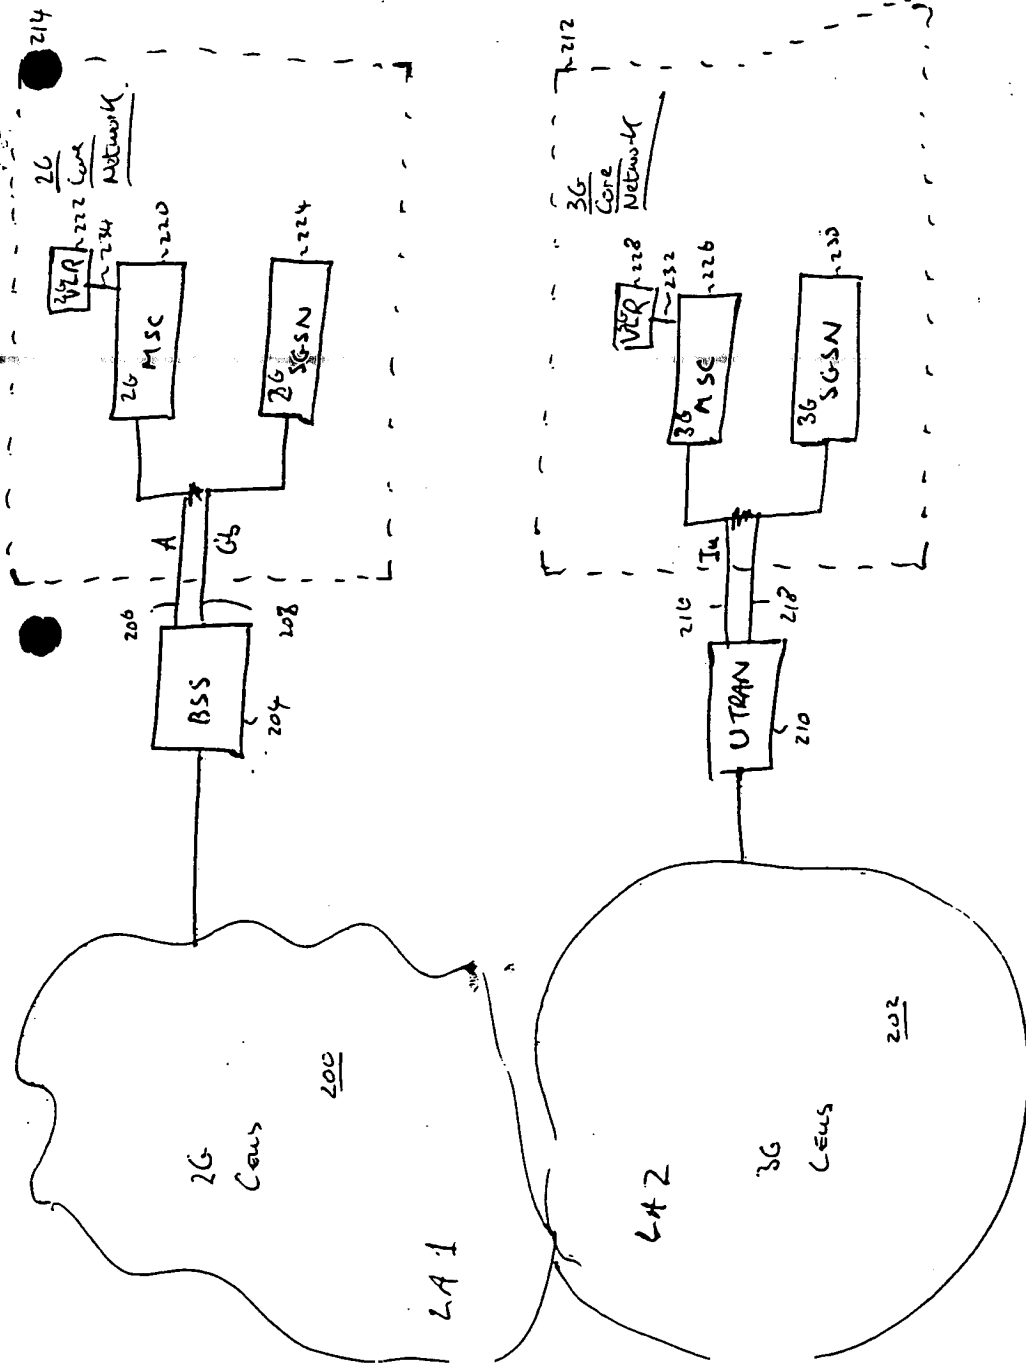 214
2G
Core
Network
2G
VLR
222
234
2G
MSC
220
2G
SGSN
224
A
Gb
206
208
BSS
204
2G
Cells
200
LA 1
212
3G
Core
Network
3G
VLR
228
232
3G
MSC
226
3G
SGSN
230
Iu
216
218
UTRAN
210
3G
Cells
202
LA 2